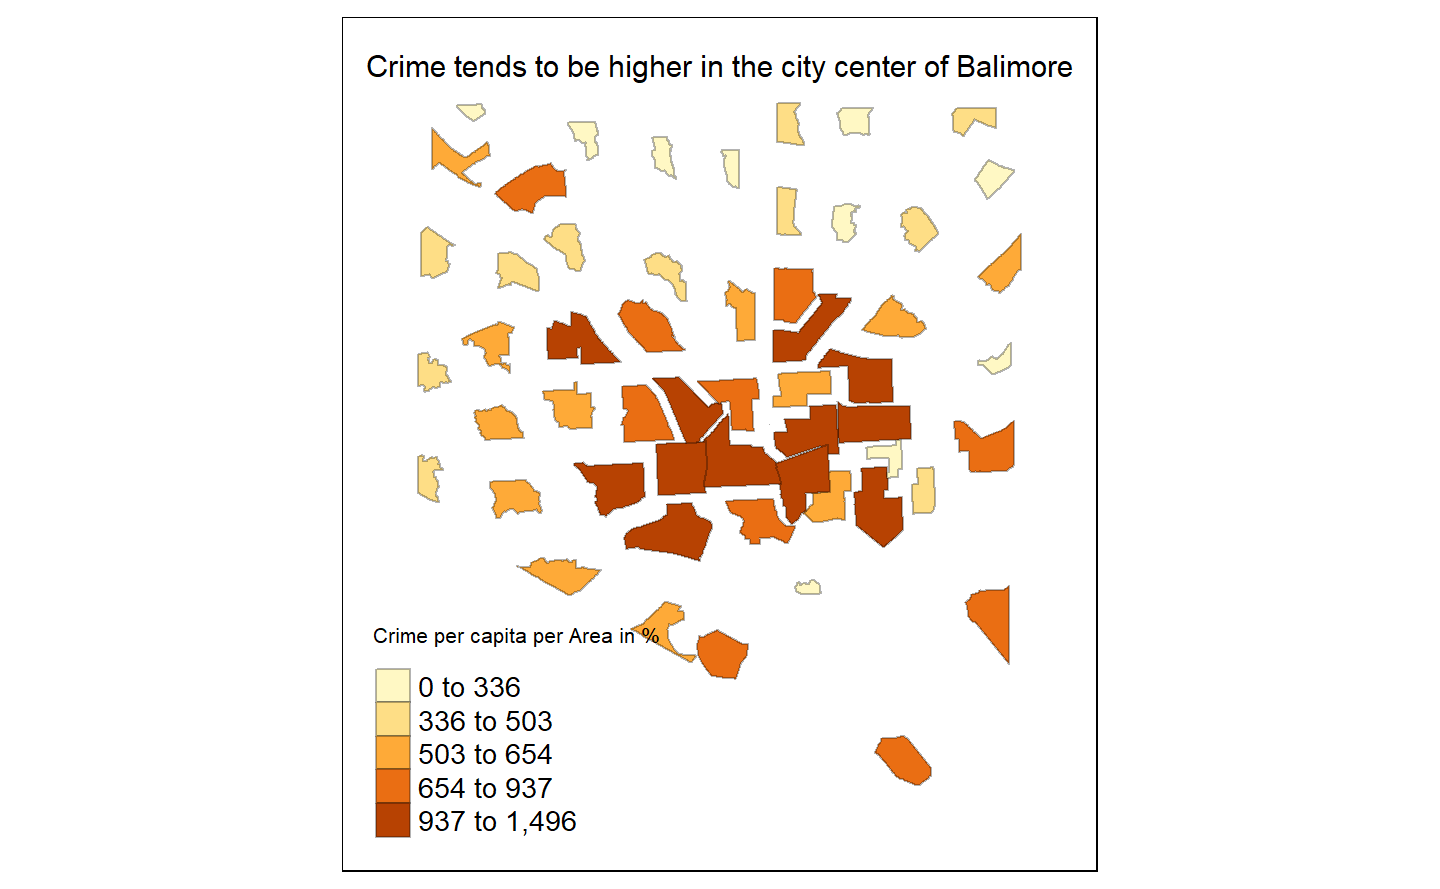 Crime tends to be higher in the city center of Balimore
Crime per capita per Area in %
0 to 336
336 to 503
503 to 654
654 to 937
937 to 1,496